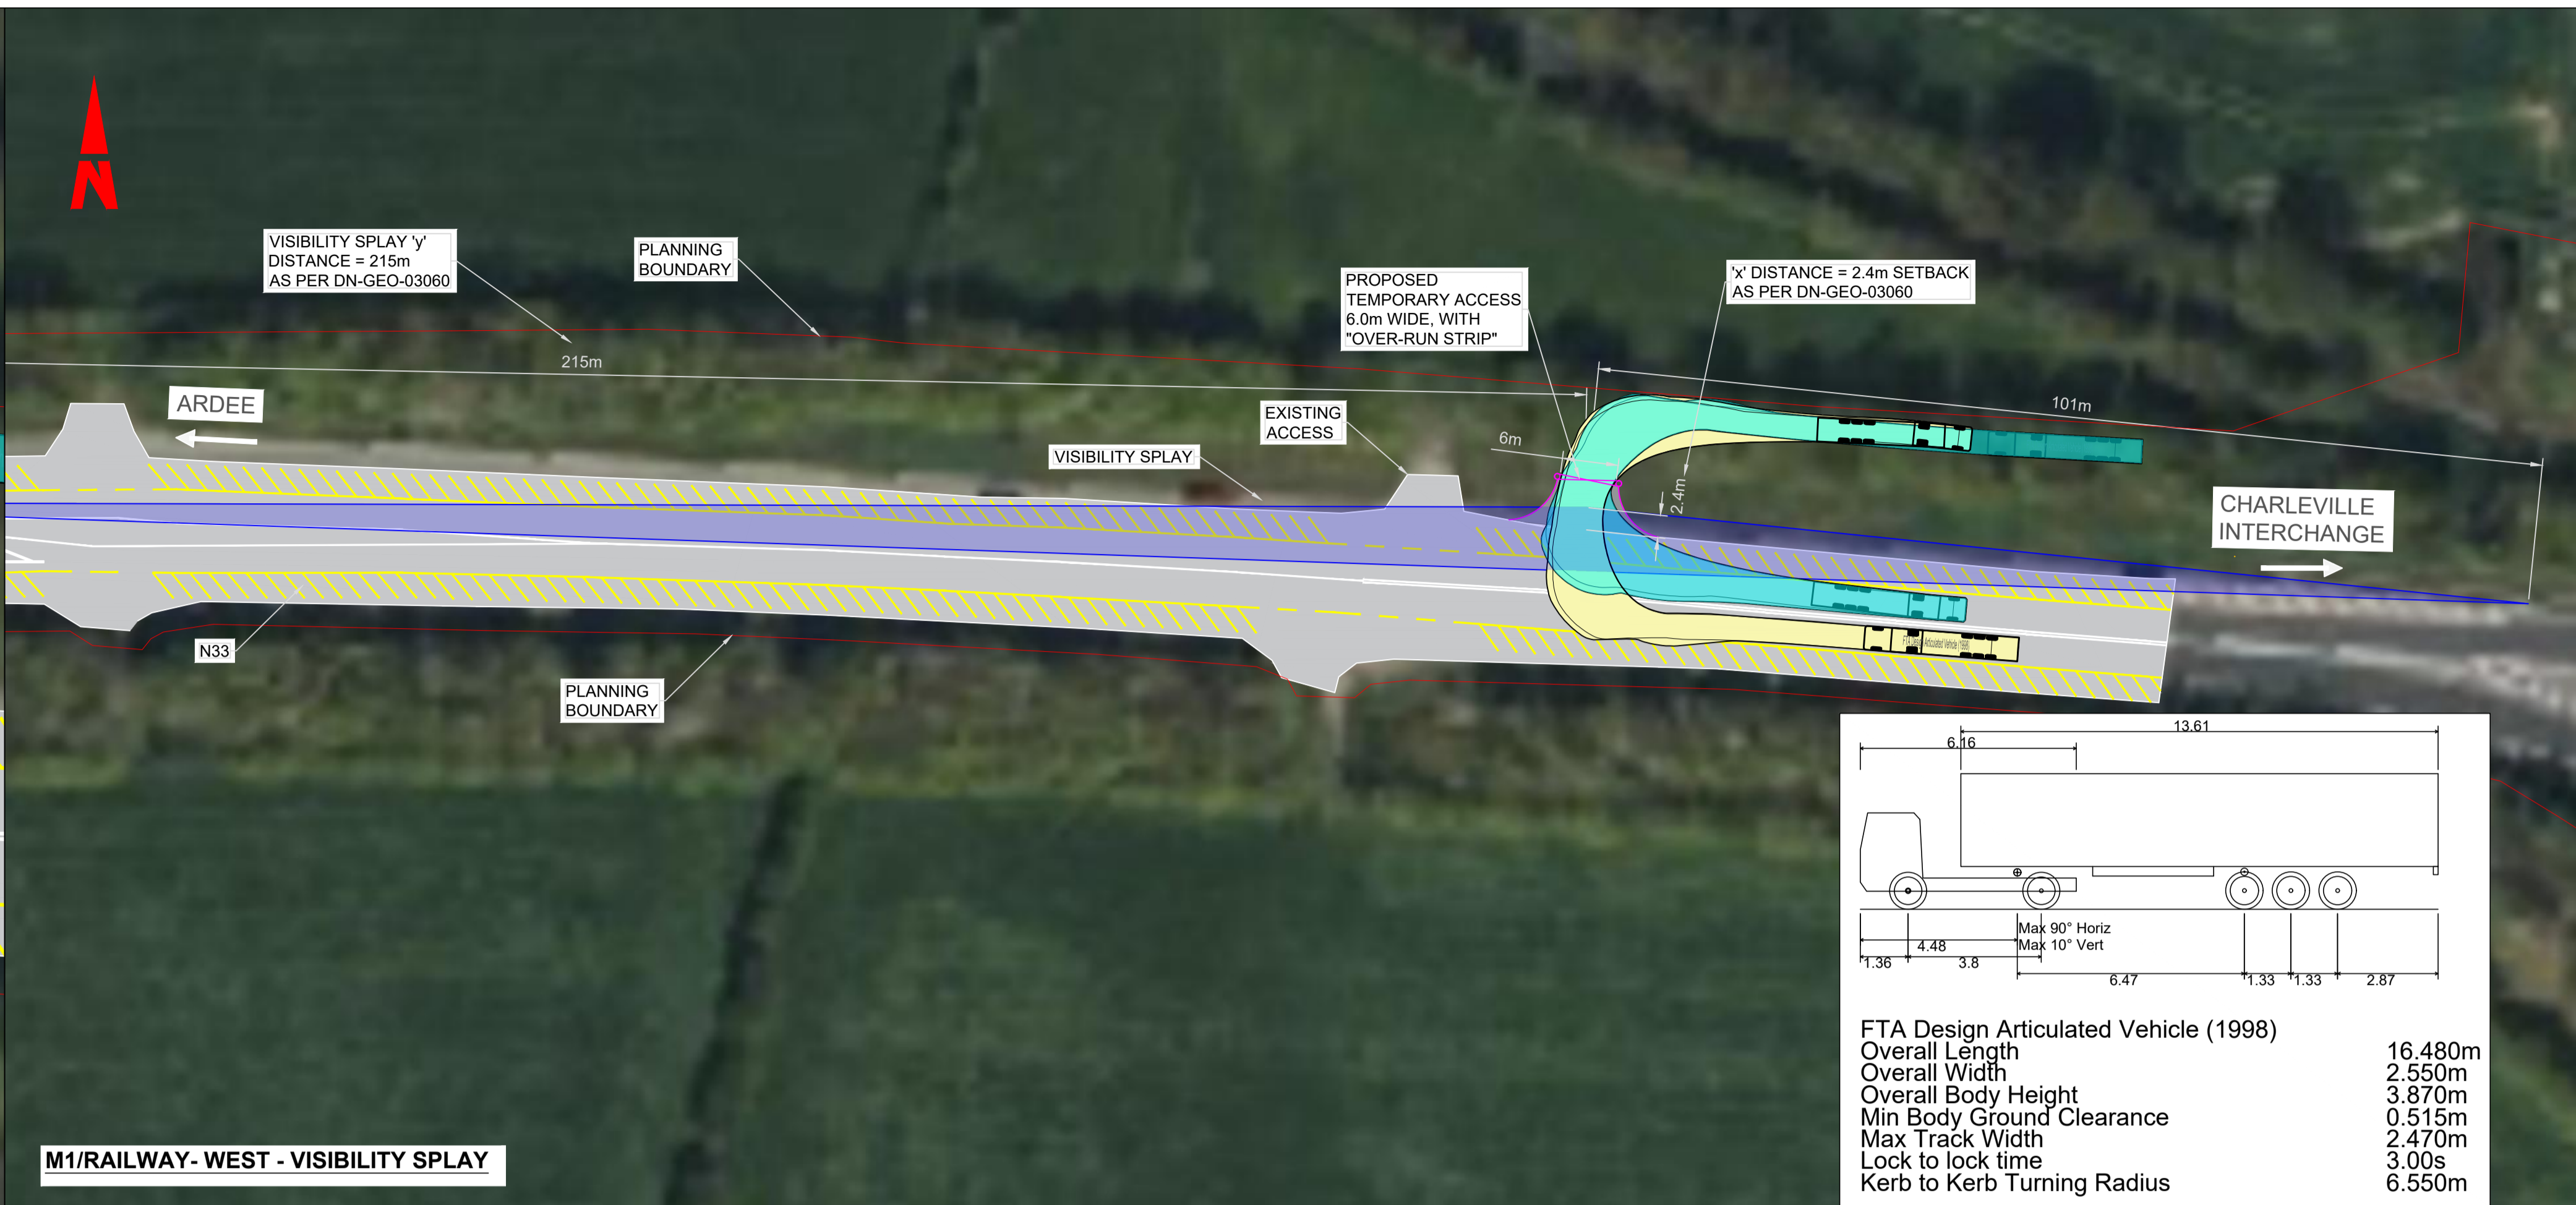 N
VISIBILITY SPLAY 'y'
DISTANCE = 215m
AS PER DN-GEO-03060
PLANNING
BOUNDARY
PROPOSED
TEMPORARY ACCESS
6.0m WIDE, WITH
"OVER-RUN STRIP"
'x' DISTANCE = 2.4m SETBACK
AS PER DN-GEO-03060
215m
101m
ARDEE
EXISTING
ACCESS
VISIBILITY SPLAY
6m
2.4m
CHARLEVILLE
INTERCHANGE
N33
PLANNING
BOUNDARY
FTA Design Articulated Vehicle (1998)
13.61
6.16
Max 90° Horiz
Max 10° Vert
4.48
1.36
3.8
6.47
1.33
1.33
2.87
FTA Design Articulated Vehicle (1998)
Overall Length 16.480m
Overall Width 2.550m
Overall Body Height 3.870m
Min Body Ground Clearance 0.515m
Max Track Width 2.470m
Lock to lock time 3.00s
Kerb to Kerb Turning Radius 6.550m
M1/RAILWAY- WEST - VISIBILITY SPLAY